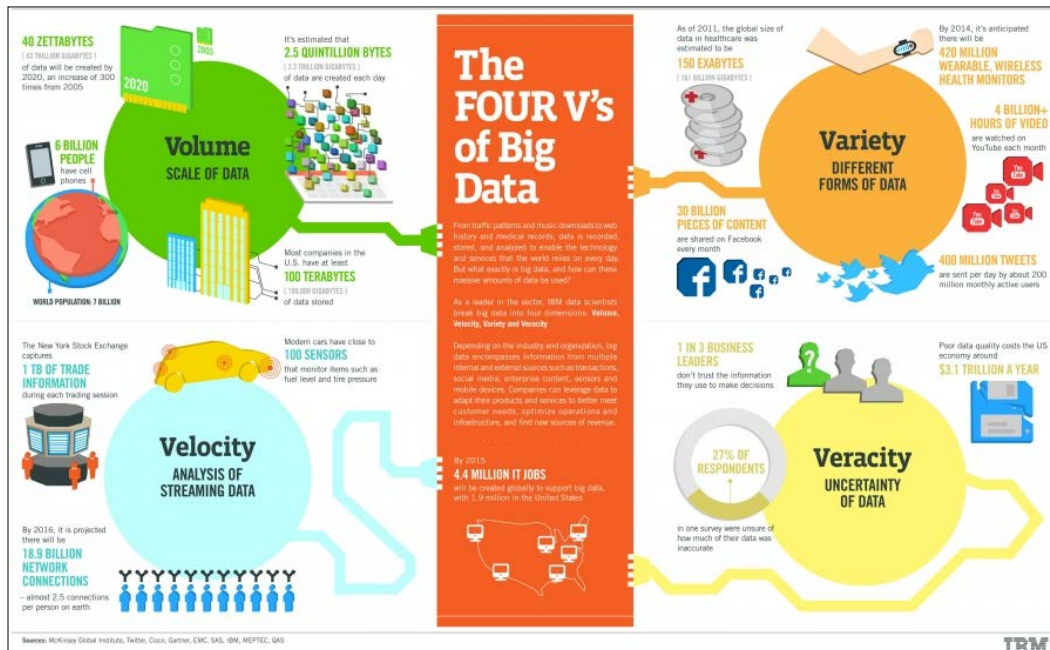 40 ZETTABYTES
[ 43 TRILLION GIGABYTES ]
of data will be created by
2020, an increase of 300
times from 2005
2020
2005
It's estimated that
2.5 QUINTILLION BYTES
[ 2.3 TRILLION GIGABYTES ]
of data are created each day
6 BILLION
PEOPLE
have cell
phones
WORLD POPULATION: 7 BILLION
Volume
SCALE OF DATA
Most companies in the
U.S. have at least
100 TERABYTES
[ 100,000 GIGABYTES ]
of data stored
The New York Stock Exchange
captures
1 TB OF TRADE
INFORMATION
during each trading session
Modern cars have close to
100 SENSORS
that monitor items such as
fuel level and tire pressure
Velocity
ANALYSIS OF
STREAMING DATA
By 2016, it is projected
there will be
18.9 BILLION
NETWORK
CONNECTIONS
– almost 2.5 connections
per person on earth
The
FOUR V's
of Big
Data
From traffic patterns and music downloads to web
history and medical records, data is recorded,
stored, and analyzed to enable the technology
and services that the world relies on every day.
But what exactly is big data, and how can these
massive amounts of data be used?
As a leader in the sector, IBM data scientists
break big data into four dimensions: Volume,
Velocity, Variety and Veracity
Depending on the industry and organization, big
data encompasses information from multiple
internal and external sources such as transactions,
social media, enterprise content, sensors and
mobile devices. Companies can leverage data to
adapt their products and services to better meet
customer needs, optimize operations and
infrastructure, and find new sources of revenue.
By 2015
4.4 MILLION IT JOBS
will be created globally to support big data,
with 1.9 million in the United States
As of 2011, the global size of
data in healthcare was
estimated to be
150 EXABYTES
[ 161 BILLION GIGABYTES ]
By 2014, it's anticipated
there will be
420 MILLION
WEARABLE, WIRELESS
HEALTH MONITORS
4 BILLION+
HOURS OF VIDEO
are watched on
YouTube each month
You
Tube
Variety
DIFFERENT
FORMS OF DATA
30 BILLION
PIECES OF CONTENT
are shared on Facebook
every month
400 MILLION TWEETS
are sent per day by about 200
million monthly active users
1 IN 3 BUSINESS
LEADERS
don't trust the information
they use to make decisions
?
Poor data quality costs the US
economy around
$3.1 TRILLION A YEAR
27% OF
RESPONDENTS
in one survey were unsure of
how much of their data was
inaccurate
Veracity
UNCERTAINTY
OF DATA
Sources: McKinsey Global Institute, Twitter, Cisco, Gartner, EMC, SAS, IBM, MEPTEC, QAS
IBM